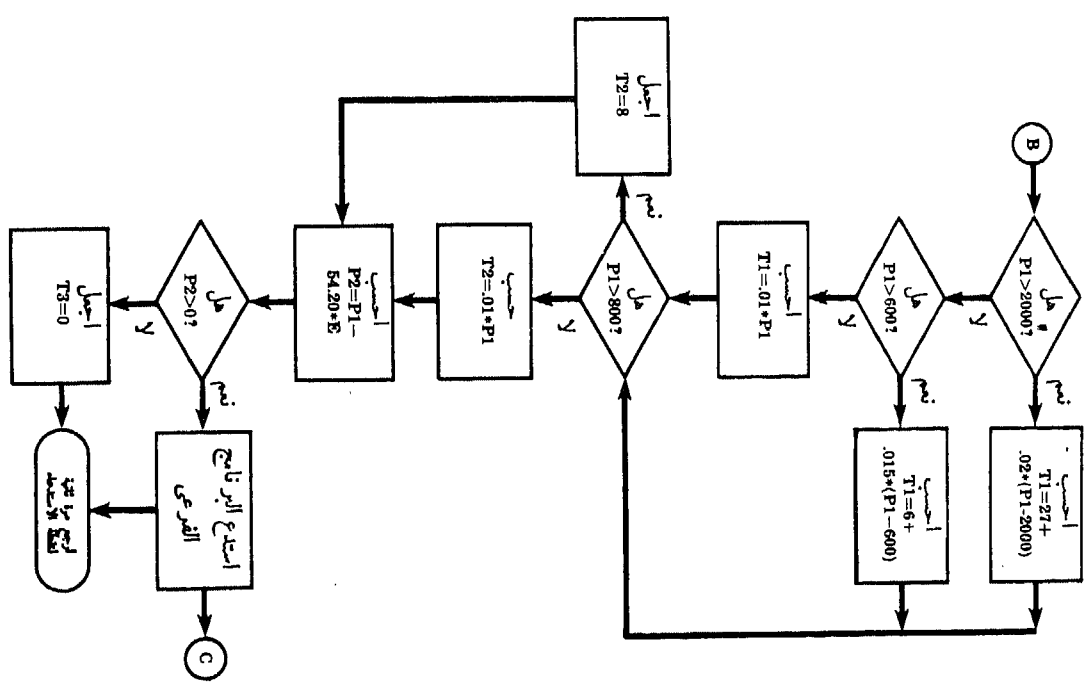 B
هل
P1>2000?
نعم
لا
احسب
T1=27+
.02*(P1-2000)
هل
P1>600?
نعم
لا
احسب
T1=6+
.015*(P1-600)
احسب
T1=.01*P1
هل
P1>800?
نعم
لا
اجعل
T2=8
حسب
T2=.01*P1
احسب
P2=P1-
54.20*E
هل
P2>0?
نعم
لا
استدع البرنامج
الفرعى
C
اجعل
T3=0